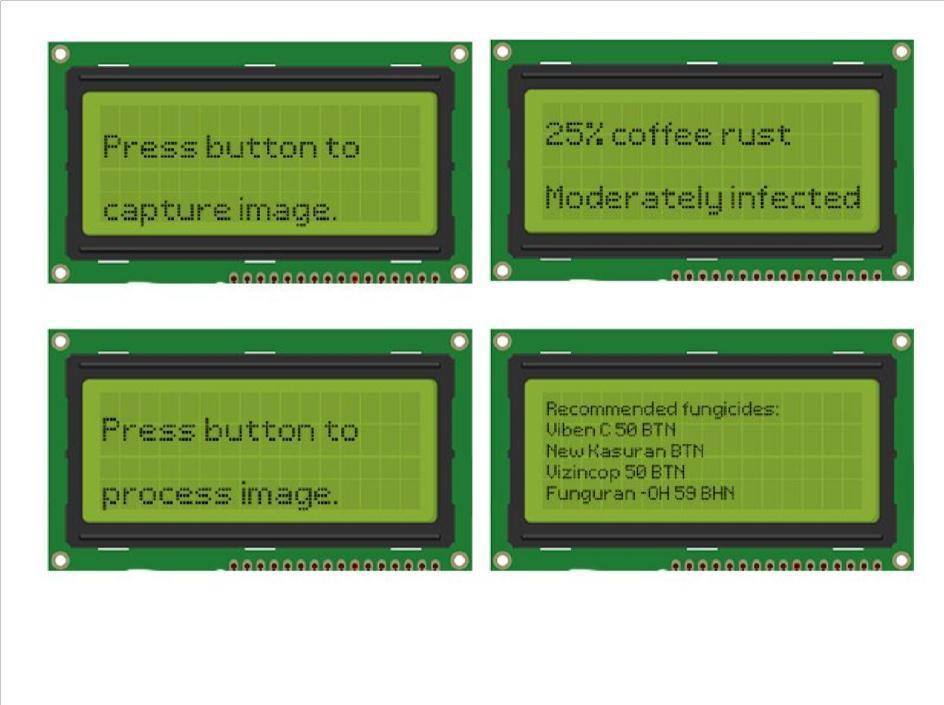 Press button to
capture image.
25% coffee rust
Moderately infected
Press button to
process image.
Recommended fungicides:
Viben C 50 BTN
New Kasuran BTN
Vizincop 50 BTN
Funguran -OH 59 BHN